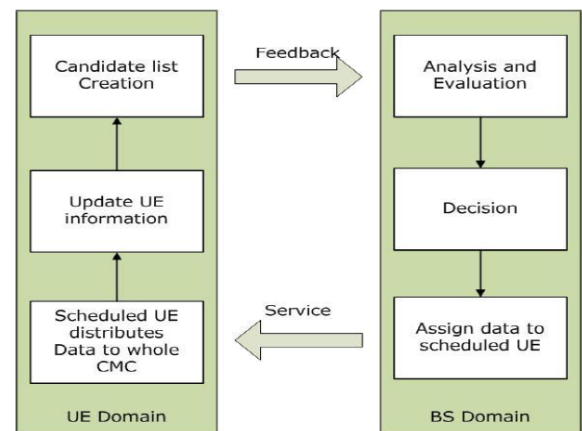 Candidate list
Creation
Update UE
information
Scheduled UE
distributes
Data to whole
CMC
UE Domain
Feedback
Service
Analysis and
Evaluation
Decision
Assign data to
scheduled UE
BS Domain